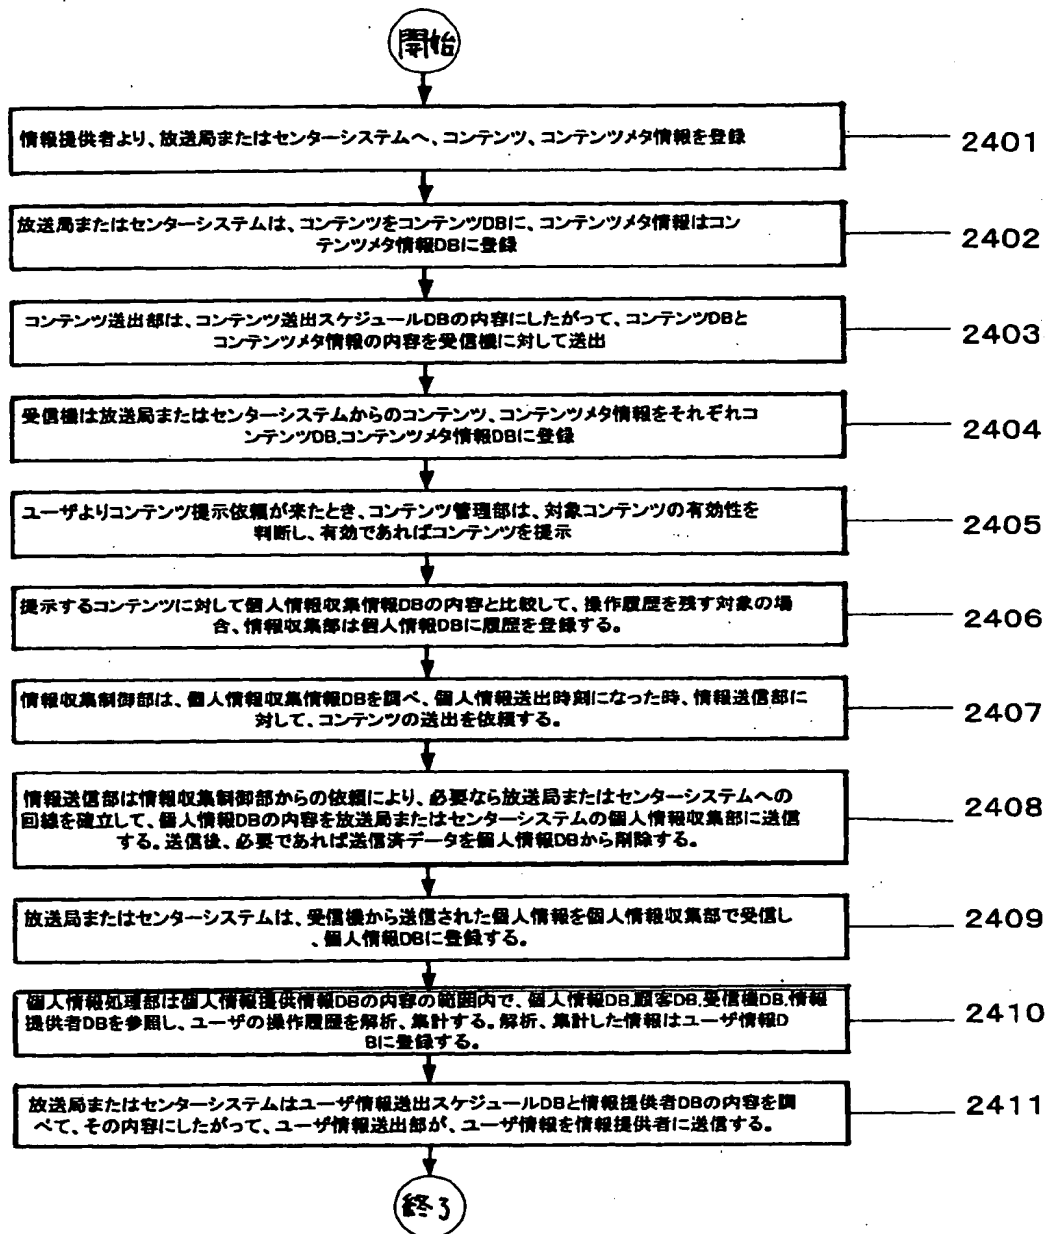 開始
情報提供者より、放送局またはセンターシステムへ、コンテンツ、コンテンツメタ情報を登録
2401
放送局またはセンターシステムは、コンテンツをコンテンツDBに、コンテンツメタ情報はコン
テンツメタ情報DBに登録
2402
コンテンツ送出部は、コンテンツ送出スケジュールDBの内容にしたがって、コンテンツDBと
コンテンツメタ情報の内容を受信機に対して送出
2403
受信機は放送局またはセンターシステムからのコンテンツ、コンテンツメタ情報をそれぞれコ
ンテンツDB,コンテンツメタ情報DBに登録
2404
ユーザよりコンテンツ提示依頼が来たとき、コンテンツ管理部は、対象コンテンツの有効性を
判断し、有効であればコンテンツを提示
2405
提示するコンテンツに対して個人情報収集情報DBの内容と比較して、操作履歴を残す対象の場
合、情報収集部は個人情報DBに履歴を登録する。
2406
情報収集制御部は、個人情報収集情報DBを調べ、個人情報送出時刻になった時、情報送信部に
対して、コンテンツの送出を依頼する。
2407
情報送信部は情報収集制御部からの依頼により、必要なら放送局またはセンターシステムへの
回線を確立して、個人情報DBの内容を放送局またはセンターシステムの個人情報収集部に送信
する。送信後、必要であれば送信済データを個人情報DBから削除する。
2408
放送局またはセンターシステムは、受信機から送信された個人情報を個人情報収集部で受信し
、個人情報DBに登録する。
2409
個人情報処理部は個人情報提供情報DBの内容の範囲内で、個人情報DB,顧客DB,受信機DB,情報
提供者DBを参照し、ユーザの操作履歴を解析、集計する。解析、集計した情報はユーザ情報D
Bに登録する。
2410
放送局またはセンターシステムはユーザ情報送出スケジュールDBと情報提供者DBの内容を調
べて、その内容にしたがって、ユーザ情報送出部が、ユーザ情報を情報提供者に送信する。
2411
終了